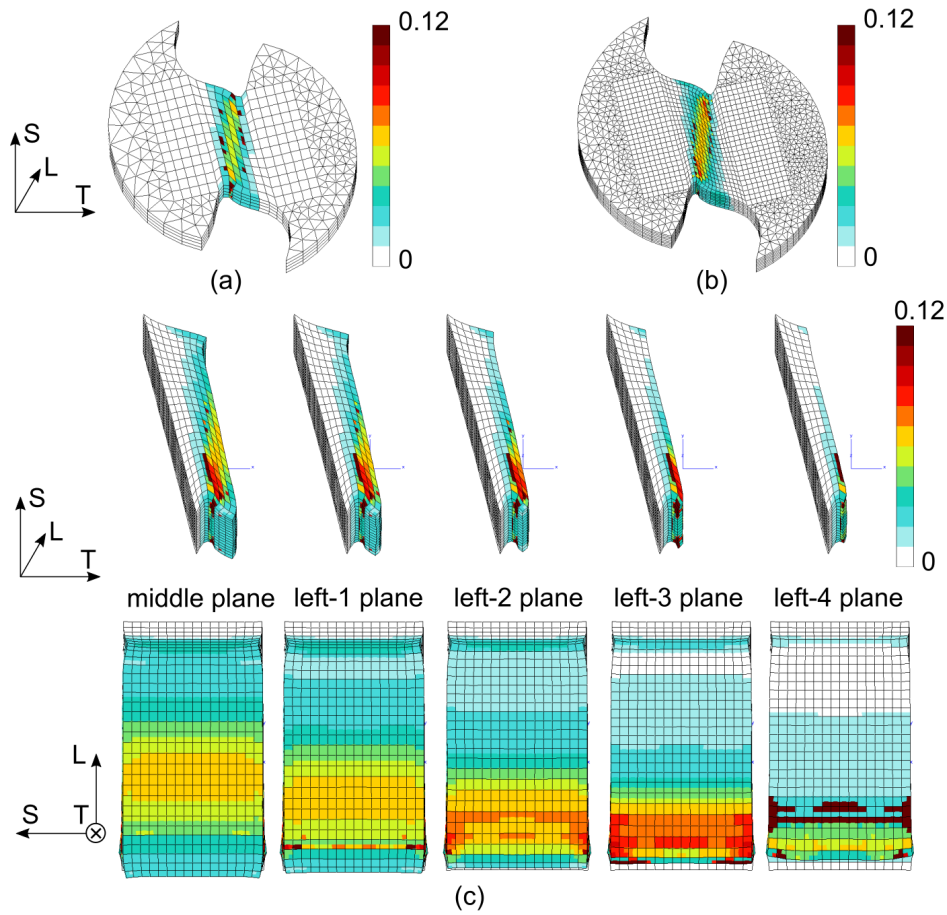 0.12
0.12
S
L
T
0
0
(a)
(b)
0.12
S
L
T
0
middle plane
left-1 plane
left-2 plane
left-3 plane
left-4 plane
L
S
T
(c)